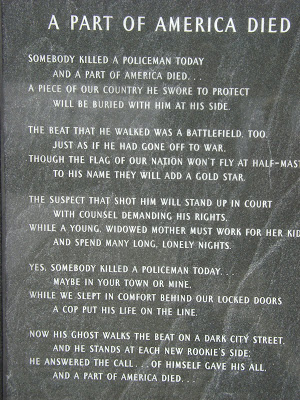 A PART OF AMERICA DIED
SOMEBODY KILLED A POLICEMAN TODAY
AND A PART OF AMERICA DIED...
A PIECE OF OUR COUNTRY HE SWORE TO PROTECT
WILL BE BURIED WITH HIM AT HIS SIDE.
THE BEAT THAT HE WALKED WAS A BATTLEFIELD, TOO,
JUST AS IF HE HAD GONE OFF TO WAR.
THOUGH THE FLAG OF OUR NATION WON'T FLY AT HALF-MAS
TO HIS NAME THEY WILL ADD A GOLD STAR.
THE SUSPECT THAT SHOT HIM WILL STAND UP IN COURT
WITH COUNSEL DEMANDING HIS RIGHTS,
WHILE A YOUNG, WIDOWED MOTHER MUST WORK FOR HER KID
AND SPEND MANY LONG, LONELY NIGHTS.
YES, SOMEBODY KILLED A POLICEMAN TODAY...
MAYBE IN YOUR TOWN OR MINE,
WHILE WE SLEPT IN COMFORT BEHIND OUR LOCKED DOORS
A COP PUT HIS LIFE ON THE LINE.
NOW HIS GHOST WALKS THE BEAT ON A DARK CITY STREET,
AND HE STANDS AT EACH NEW ROOKIE'S SIDE;
HE ANSWERED THE CALL... OF HIMSELF GAVE HIS ALL,
AND A PART OF AMERICA DIED...